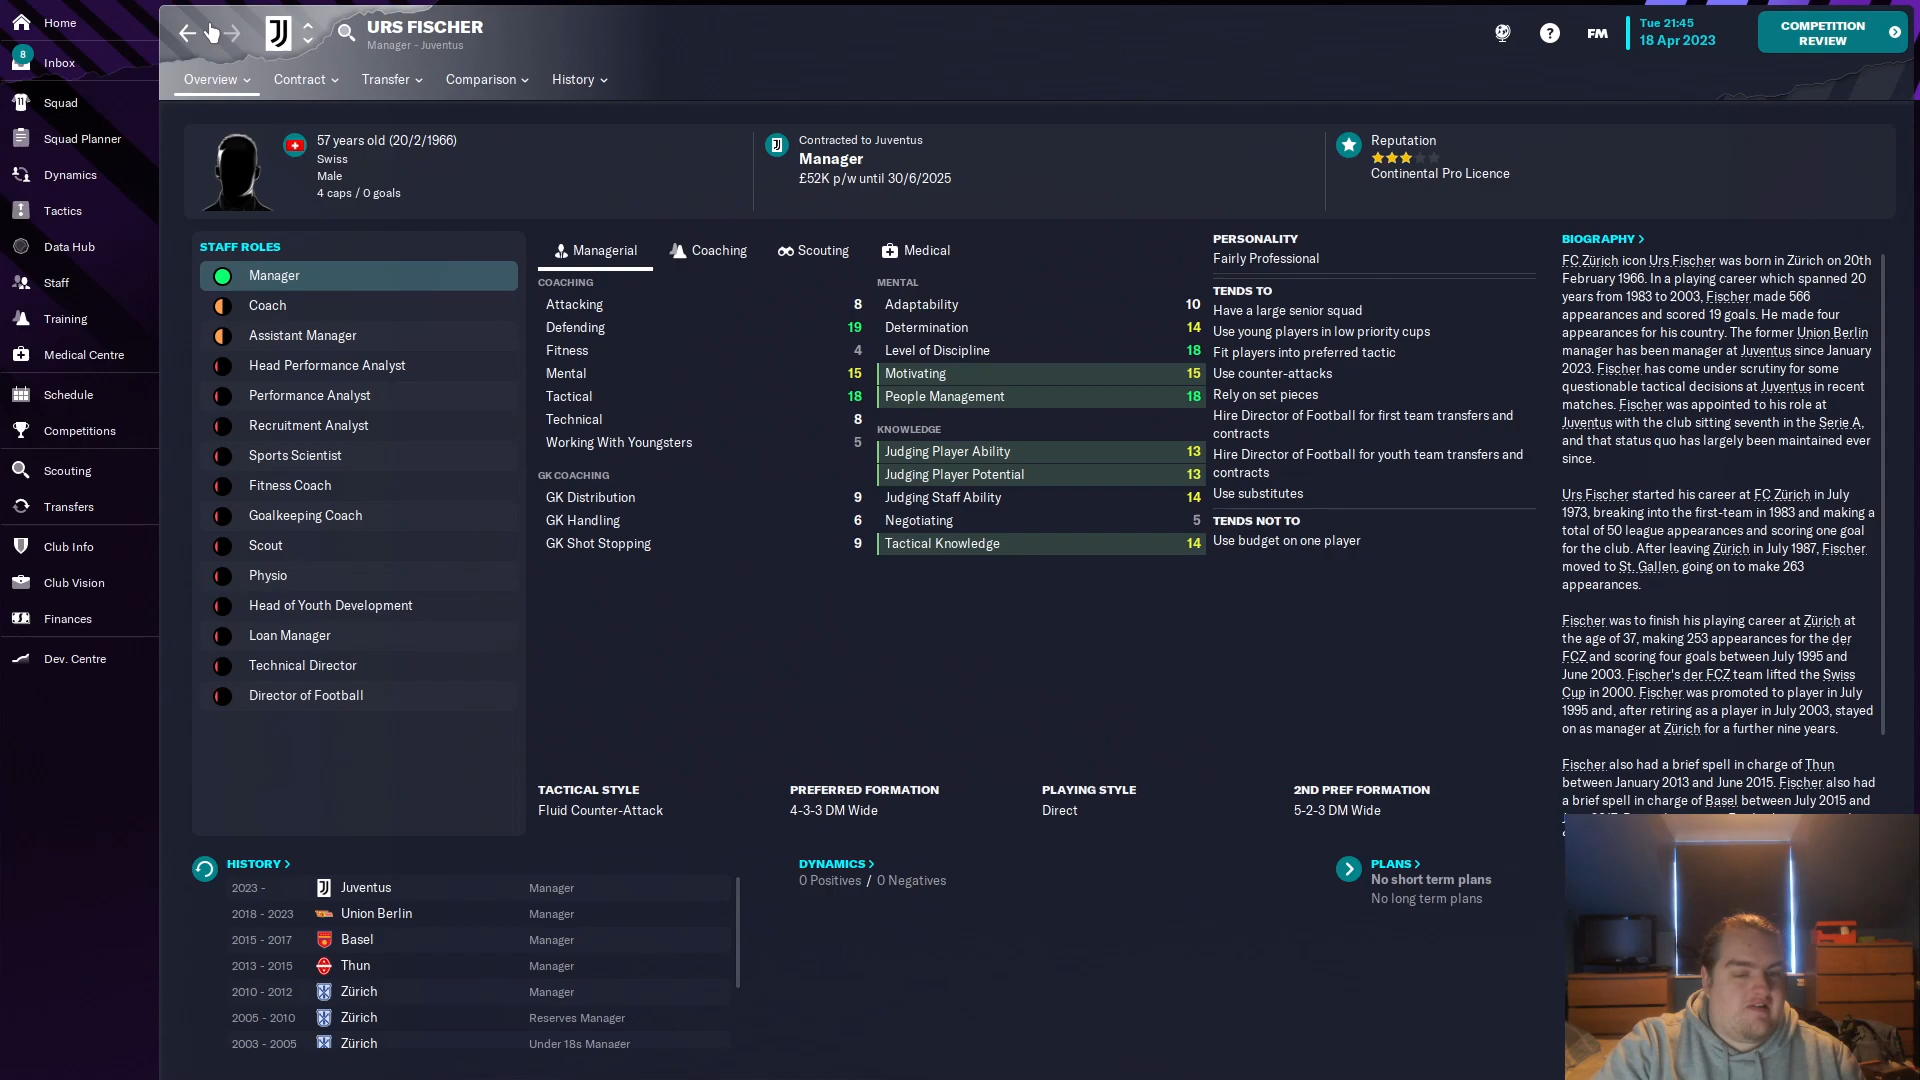 Home
8
Inbox
Squad
Squad Planner
Dynamics
Tactics
Data Hub
Staff
Training
Medical Centre
Schedule
Competitions
Scouting
Transfers
Club Info
Club Vision
Finances
Dev. Centre
URS FISCHER
Manager - Juventus
FM
Tue 21:45
18 Apr 2023
COMPETITION
REVIEW
Overview
Contract
Transfer
Comparison
History
57 years old (20/2/1966)
Swiss
Male
4 caps / 0 goals
Contracted to Juventus
Manager
£52K p/w until 30/6/2025
Reputation
Continental Pro Licence
STAFF ROLES
Manager
Coach
Assistant Manager
Head Performance Analyst
Performance Analyst
Recruitment Analyst
Sports Scientist
Fitness Coach
Goalkeeping Coach
Scout
Physio
Head of Youth Development
Loan Manager
Technical Director
Director of Football
Managerial
Coaching
Scouting
Medical
COACHING
Attacking 8
Defending 19
Fitness 4
Mental 15
Tactical 18
Technical 8
Working With Youngsters 5
GK COACHING
GK Distribution 9
GK Handling 6
GK Shot Stopping 9
MENTAL
Adaptability 10
Determination 14
Level of Discipline 18
Motivating 15
People Management 18
KNOWLEDGE
Judging Player Ability 13
Judging Player Potential 13
Judging Staff Ability 14
Negotiating 5
Tactical Knowledge 14
PERSONALITY
Fairly Professional
TENDS TO
Have a large senior squad
Use young players in low priority cups
Fit players into preferred tactic
Use counter-attacks
Rely on set pieces
Hire Director of Football for first team transfers and
contracts
Hire Director of Football for youth team transfers and
contracts
Use substitutes
TENDS NOT TO
Use budget on one player
BIOGRAPHY
FC Zürich icon Urs Fischer was born in Zürich on 20th
February 1966. In a playing career which spanned 20
years from 1983 to 2003, Fischer made 566
appearances and scored 19 goals. He made four
appearances for his country. The former Union Berlin
manager has been manager at Juventus since January
2023. Fischer has come under scrutiny for some
questionable tactical decisions at Juventus in recent
matches. Fischer was appointed to his role at
Juventus with the club sitting seventh in the Serie A,
and that status quo has largely been maintained ever
since.
Urs Fischer started his career at FC Zürich in July
1973, breaking into the first-team in 1983 and making a
total of 50 league appearances and scoring one goal
for the club. After leaving Zürich in July 1987, Fischer
moved to St. Gallen, going on to make 263
appearances.
Fischer was to finish his playing career at Zürich at
the age of 37, making 253 appearances for the der
FCZ and scoring four goals between July 1995 and
June 2003. Fischer's der FCZ team lifted the Swiss
Cup in 2000. Fischer was promoted to player in July
1995 and, after retiring as a player in July 2003, stayed
on as manager at Zürich for a further nine years.
Fischer also had a brief spell in charge of Thun
between January 2013 and June 2015. Fischer also had
a brief spell in charge of Basel between July 2015 and
TACTICAL STYLE
Fluid Counter-Attack
PREFERRED FORMATION
4-3-3 DM Wide
PLAYING STYLE
Direct
2ND PREF FORMATION
5-2-3 DM Wide
HISTORY
2023 - Juventus Manager
2018 - 2023 Union Berlin Manager
2015 - 2017 Basel Manager
2013 - 2015 Thun Manager
2010 - 2012 Zürich Manager
2005 - 2010 Zürich Reserves Manager
2003 - 2005 Zürich Under 18s Manager
DYNAMICS
0 Positives / 0 Negatives
PLANS
No short term plans
No long term plans